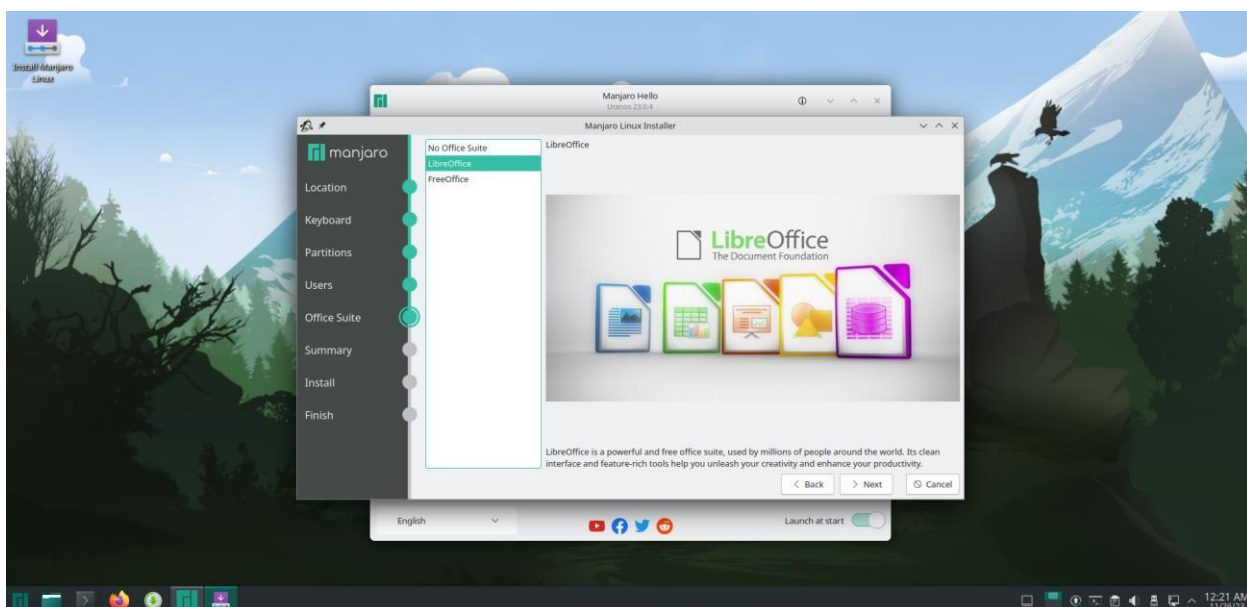 Install Manjaro
Linux
Manjaro Hello
Uranos 23.0.4
Manjaro Linux Installer
manjaro
Location
Keyboard
Partitions
Users
Office Suite
Summary
Install
Finish
No Office Suite
LibreOffice
FreeOffice
LibreOffice
LibreOffice
The Document Foundation
LibreOffice is a powerful and free office suite, used by millions of people around the world. Its clean
interface and feature-rich tools help you unleash your creativity and enhance your productivity.
Back
Next
Cancel
English
Launch at start
12:21 AM
11/26/23